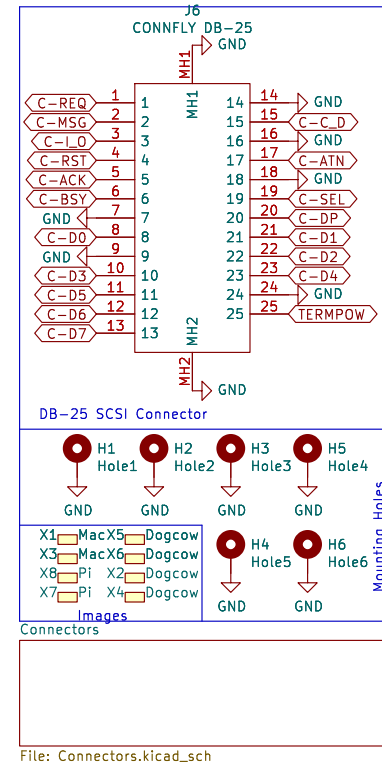 J6
CONNFLY DB-25
GND
MH1
MH1
C-REQ 1 1 14 14 GND
C-MSG 2 2 15 15 C-C_D
C-I_O 3 3 16 16 GND
C-RST 4 4 17 17 C-ATN
C-ACK 5 5 18 18 GND
C-BSY 6 6 19 19 C-SEL
GND 7 7 20 20 C-DP
C-D0 8 8 21 21 C-D1
GND 9 9 22 22 C-D2
C-D3 10 10 23 23 C-D4
C-D5 11 11 24 24 GND
C-D6 12 12 25 25 TERMPOW
C-D7 13 13
MH2
MH2
GND
DB-25 SCSI Connector
H1 H2 H3 H5
Hole1 Hole2 Hole3 Hole4
GND GND GND GND
X1 Mac X5 Dogcow
X3 Mac X6 Dogcow
X8 Pi X2 Dogcow
X7 Pi X4 Dogcow
Images
H4 H6
Hole5 Hole6
GND GND
Mounting Holes
Connectors
File: Connectors.kicad_sch